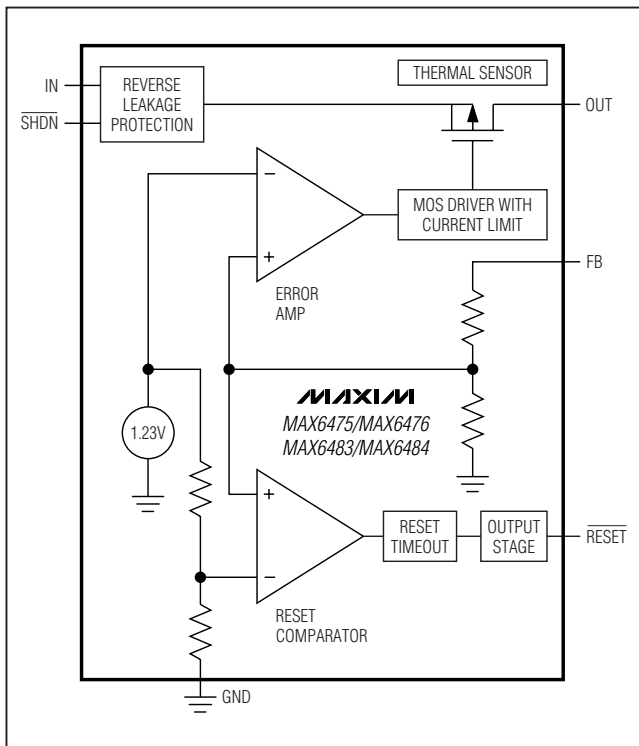 THERMAL SENSOR
IN
SHDN
REVERSE
LEAKAGE
PROTECTION
OUT
−
+
ERROR
AMP
MOS DRIVER WITH
CURRENT LIMIT
FB
1.23V
MAXIM
MAX6475/MAX6476
MAX6483/MAX6484
+
−
RESET
COMPARATOR
RESET
TIMEOUT
OUTPUT
STAGE
RESET
GND